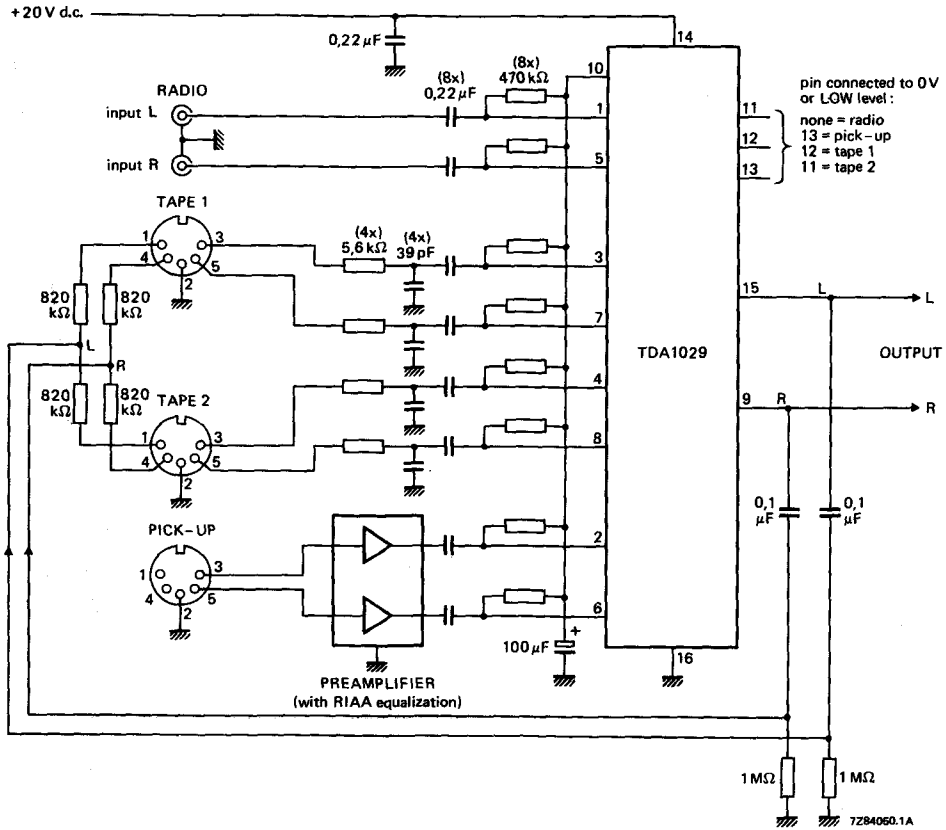 +20 V d.c.
0,22 µF
14
RADIO
input L
input R
(8x)
0,22 µF
(8x)
470 kΩ
10
1
5
11
12
13
pin connected to 0 V
or LOW level :
none = radio
13 = pick-up
12 = tape 1
11 = tape 2
TAPE 1
1
3
4
5
2
(4x)
5,6 kΩ
(4x)
39 pF
3
7
820
kΩ
820
kΩ
L
R
820
kΩ
820
kΩ
TAPE 2
1
3
4
5
2
4
8
TDA1029
15
L
L
OUTPUT
9
R
R
0,1
µF
0,1
µF
PICK-UP
1
3
4
5
2
2
6
100 µF
+
16
PREAMPLIFIER
(with RIAA equalization)
1 MΩ
1 MΩ
7Z84060.1A